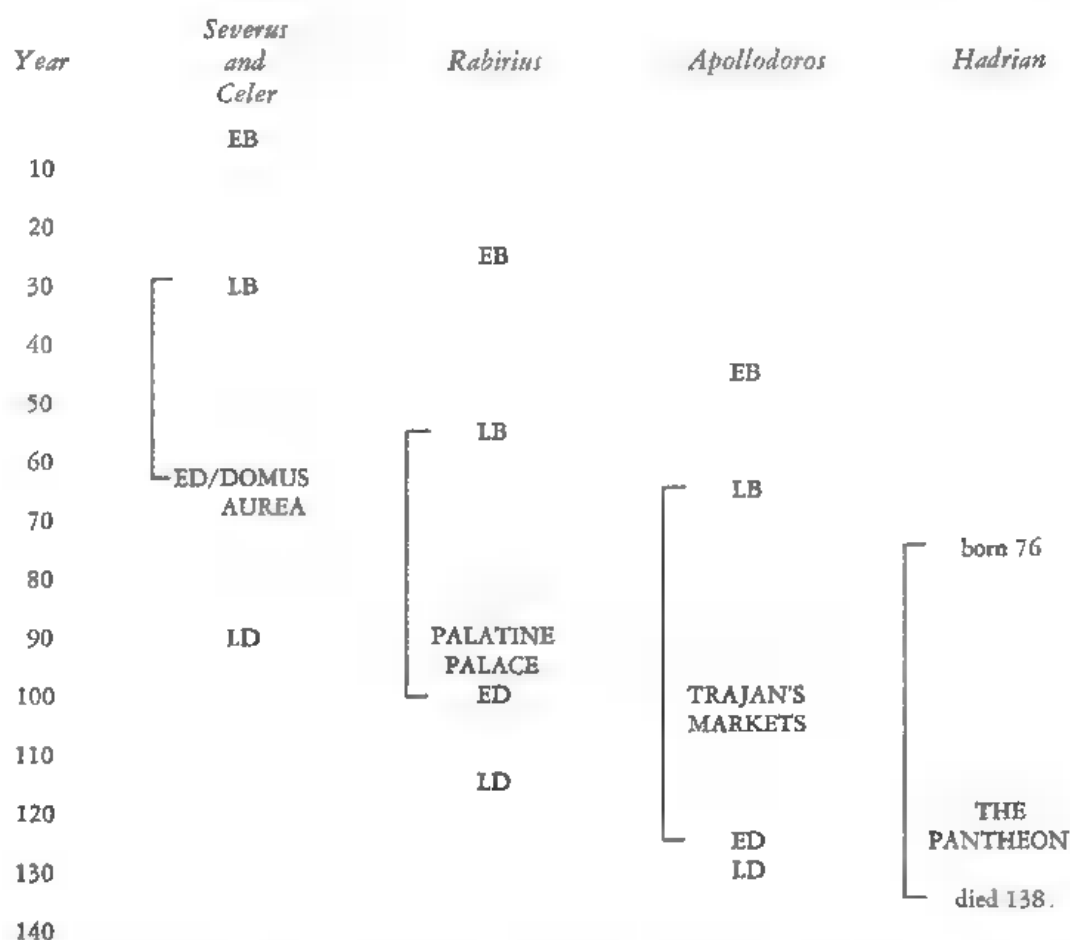 Year Severus and Celer Rabirius Apollodoros Hadrian
EB
10
20
EB
30 LB
40
EB
50
LB
60
ED/DOMUS
AUREA
LB
70
born 76
80
90 LD PALATINE
PALACE
100 ED TRAJAN'S
MARKETS
110
LD
120 THE
ED PANTHEON
130 LD
died 138.
140